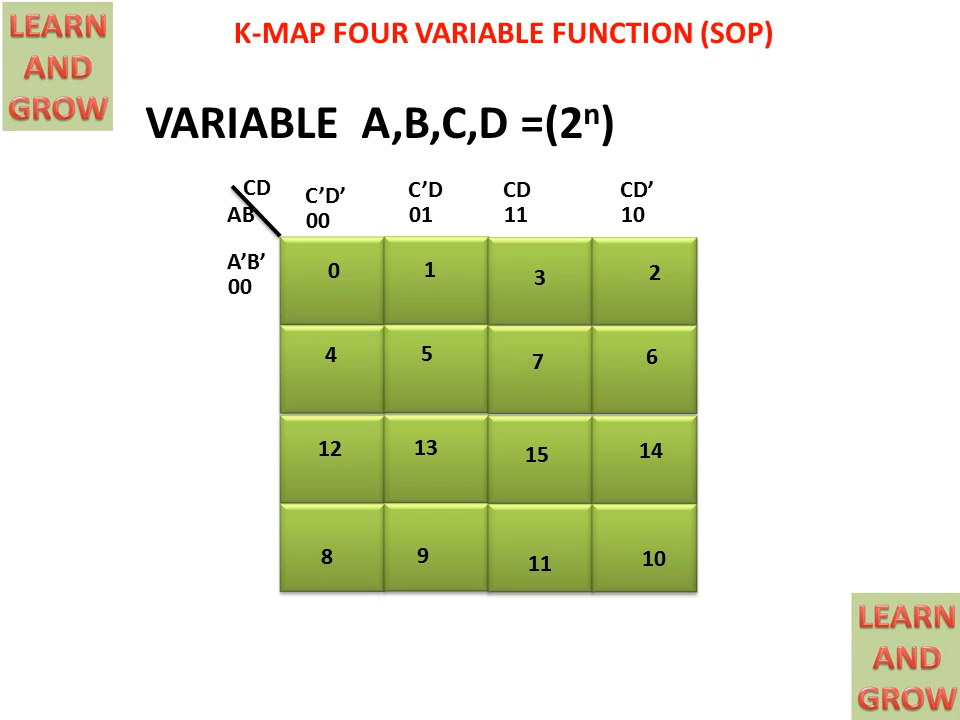 LEARN
AND
GROW
K-MAP FOUR VARIABLE FUNCTION (SOP)
VARIABLE  A,B,C,D =(2ⁿ)
CD
AB
C’D’
00
C’D
01
CD
11
CD’
10
A’B’
00
0 1 3 2
4 5 7 6
12 13 15 14
8 9 11 10
LEARN
AND
GROW